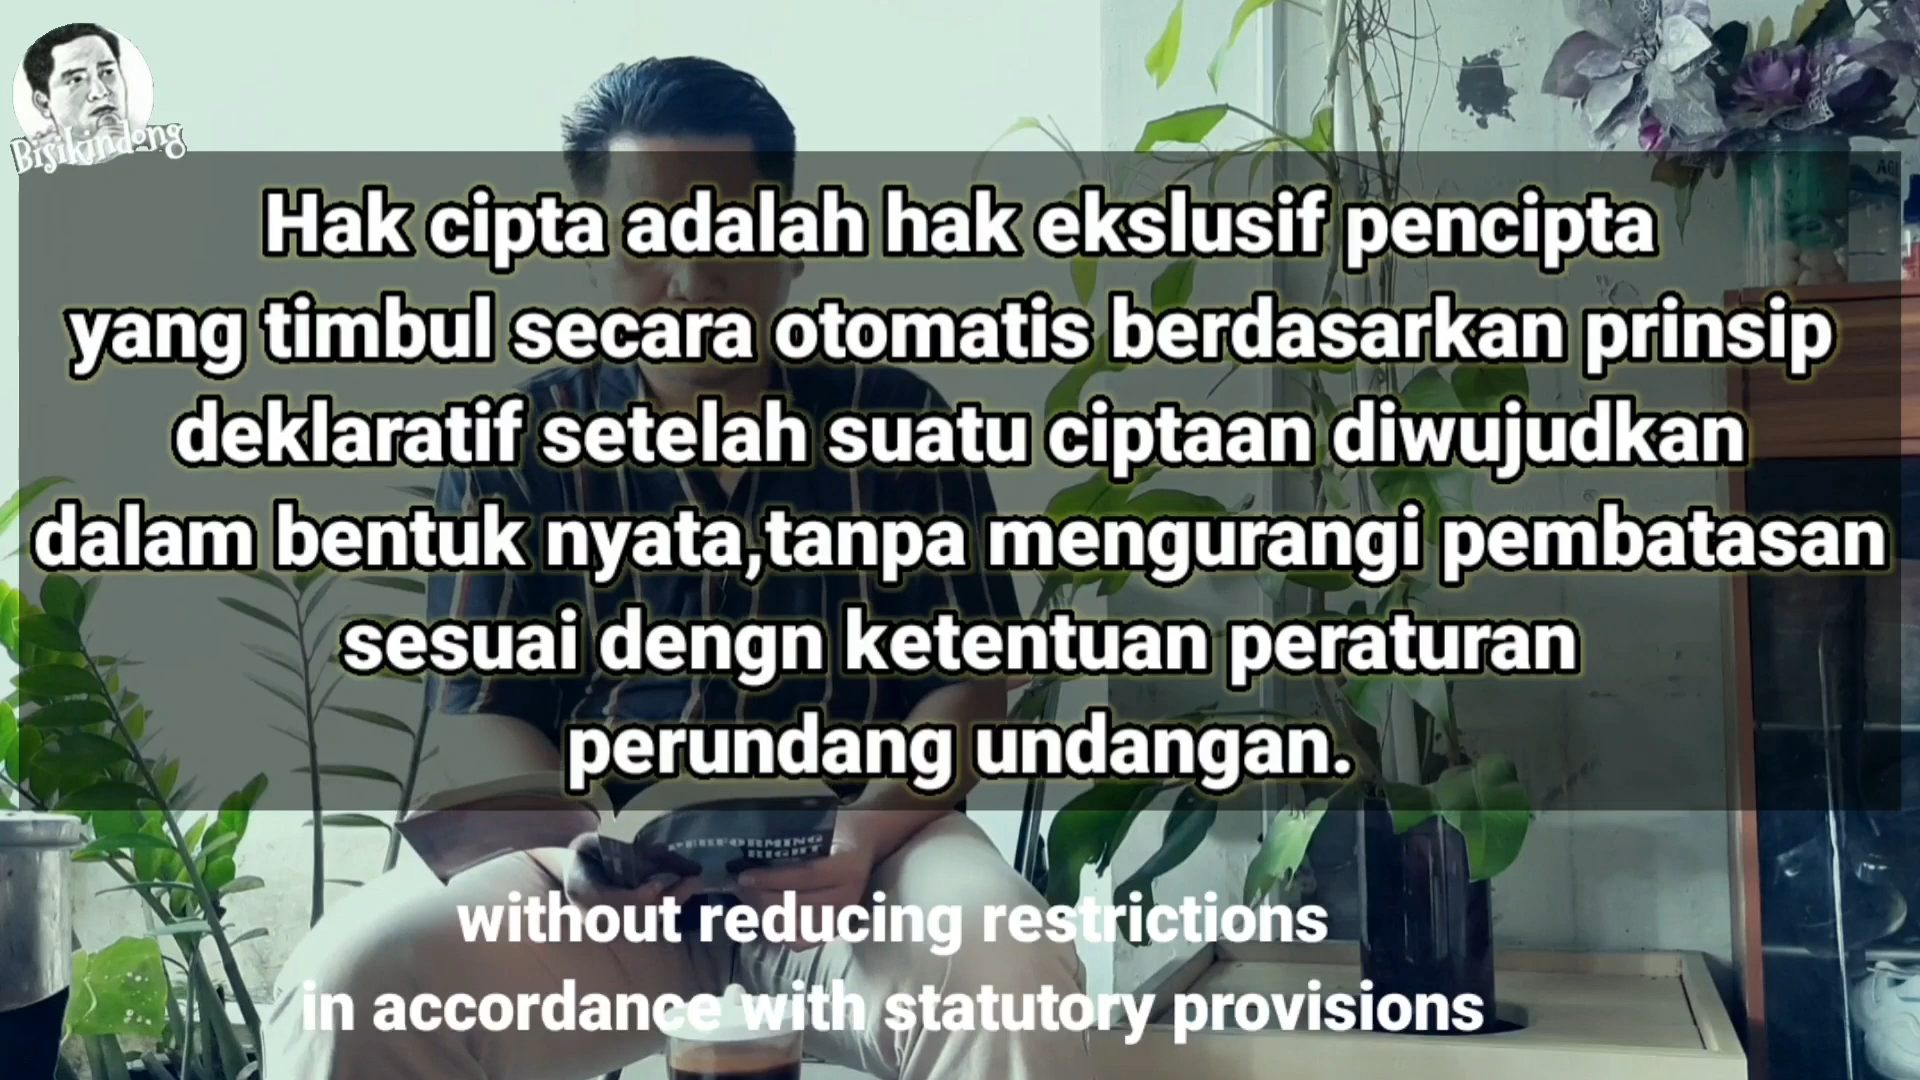 Bisikindong
Hak cipta adalah hak ekslusif pencipta
yang timbul secara otomatis berdasarkan prinsip
deklaratif setelah suatu ciptaan diwujudkan
dalam bentuk nyata,tanpa mengurangi pembatasan
sesuai dengn ketentuan peraturan
perundang undangan.
PERFORMING
RIGHT
without reducing restrictions
in accordance with statutory provisions